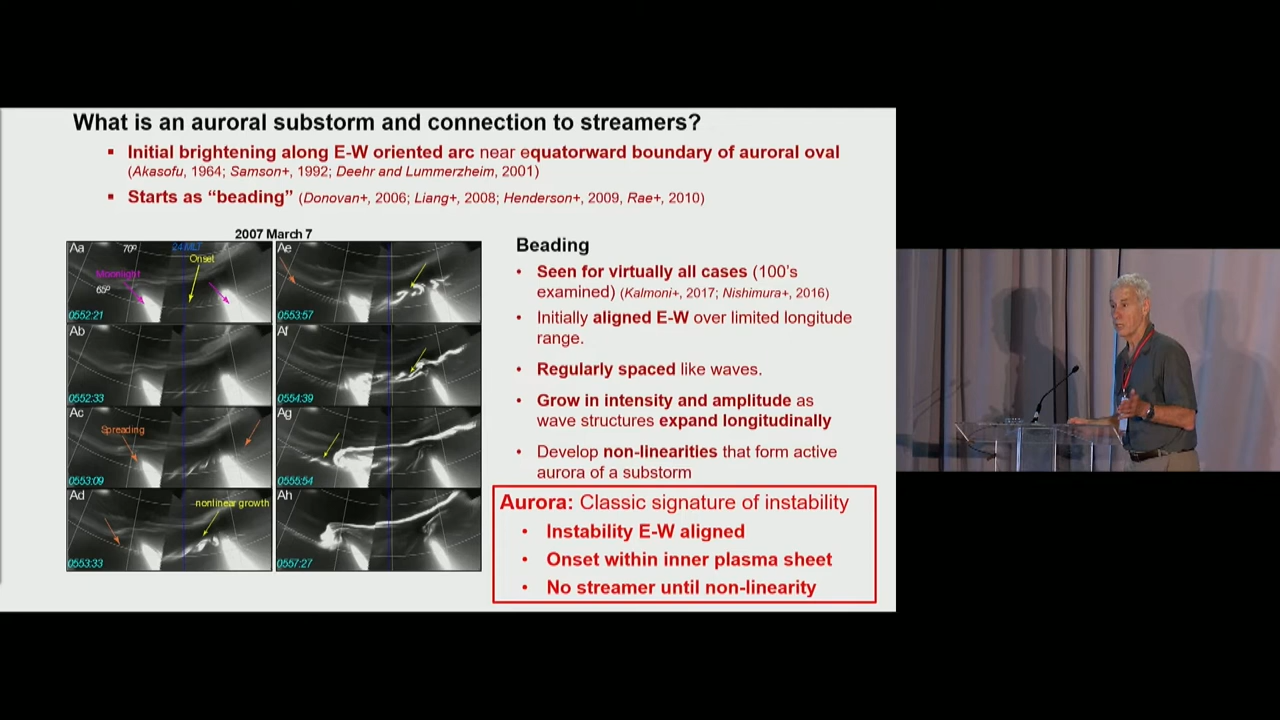 What is an auroral substorm and connection to streamers?
▪ Initial brightening along E-W oriented arc near equatorward boundary of auroral oval
(Akasofu, 1964; Samson+, 1992; Deehr and Lummerzheim, 2001)
▪ Starts as “beading” (Donovan+, 2006; Liang+, 2008; Henderson+, 2009, Rae+, 2010)
2007 March 7
Aa 70º 24 MLT
Onset
Moonlight
65º
0552:21
Ab
0552:33
Ac
Spreading
0553:09
Ad
nonlinear growth
0553:33
Ae
0553:57
Af
0554:39
Ag
0555:54
Ah
0557:27
Beading
• Seen for virtually all cases (100’s
examined) (Kalmoni+, 2017; Nishimura+, 2016)
• Initially aligned E-W over limited longitude
range.
• Regularly spaced like waves.
• Grow in intensity and amplitude as
wave structures expand longitudinally
• Develop non-linearities that form active
aurora of a substorm
Aurora: Classic signature of instability
• Instability E-W aligned
• Onset within inner plasma sheet
• No streamer until non-linearity